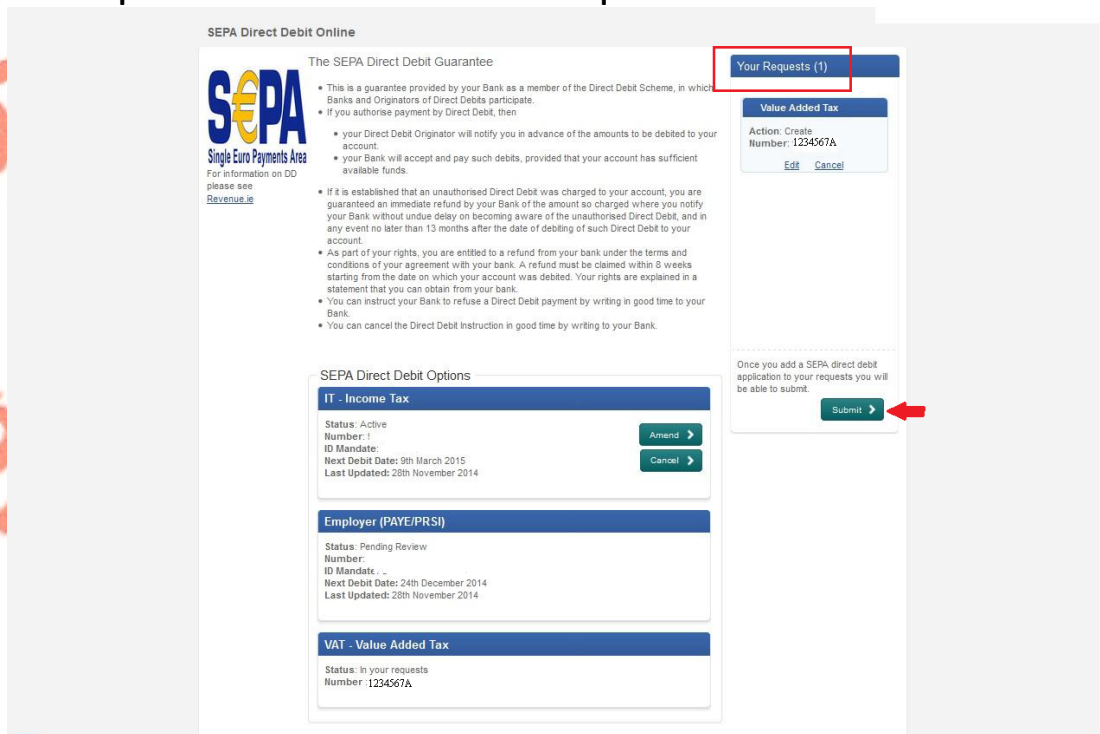 SEPA Direct Debit Online
S€PA
Single Euro Payments Area
For information on DD
please see
Revenue.ie
The SEPA Direct Debit Guarantee
• This is a guarantee provided by your Bank as a member of the Direct Debit Scheme, in which
Banks and Originators of Direct Debits participate.
• If you authorise payment by Direct Debit, then
• your Direct Debit Originator will notify you in advance of the amounts to be debited to your
account.
• your Bank will accept and pay such debits, provided that your account has sufficient
available funds.
• If it is established that an unauthorised Direct Debit was charged to your account, you are
guaranteed an immediate refund by your Bank of the amount so charged where you notify
your Bank without undue delay on becoming aware of the unauthorised Direct Debit, and in
any event no later than 13 months after the date of debiting of such Direct Debit to your
account.
• As part of your rights, you are entitled to a refund from your bank under the terms and
conditions of your agreement with your bank. A refund must be claimed within 8 weeks
starting from the date on which your account was debited. Your rights are explained in a
statement that you can obtain from your bank.
• You can instruct your Bank to refuse a Direct Debit payment by writing in good time to your
Bank.
• You can cancel the Direct Debit Instruction in good time by writing to your Bank.
SEPA Direct Debit Options
IT - Income Tax
Status: Active
Number:
ID Mandate:
Next Debit Date: 9th March 2015
Last Updated: 28th November 2014
Amend
Cancel
Employer (PAYE/PRSI)
Status: Pending Review
Number:
ID Mandate
Next Debit Date: 24th December 2014
Last Updated: 28th November 2014
VAT - Value Added Tax
Status: In your requests
Number :1234567A
Your Requests (1)
Value Added Tax
Action: Create
Number: 1234567A
Edit Cancel
Once you add a SEPA direct debit
application to your requests you will
be able to submit.
Submit